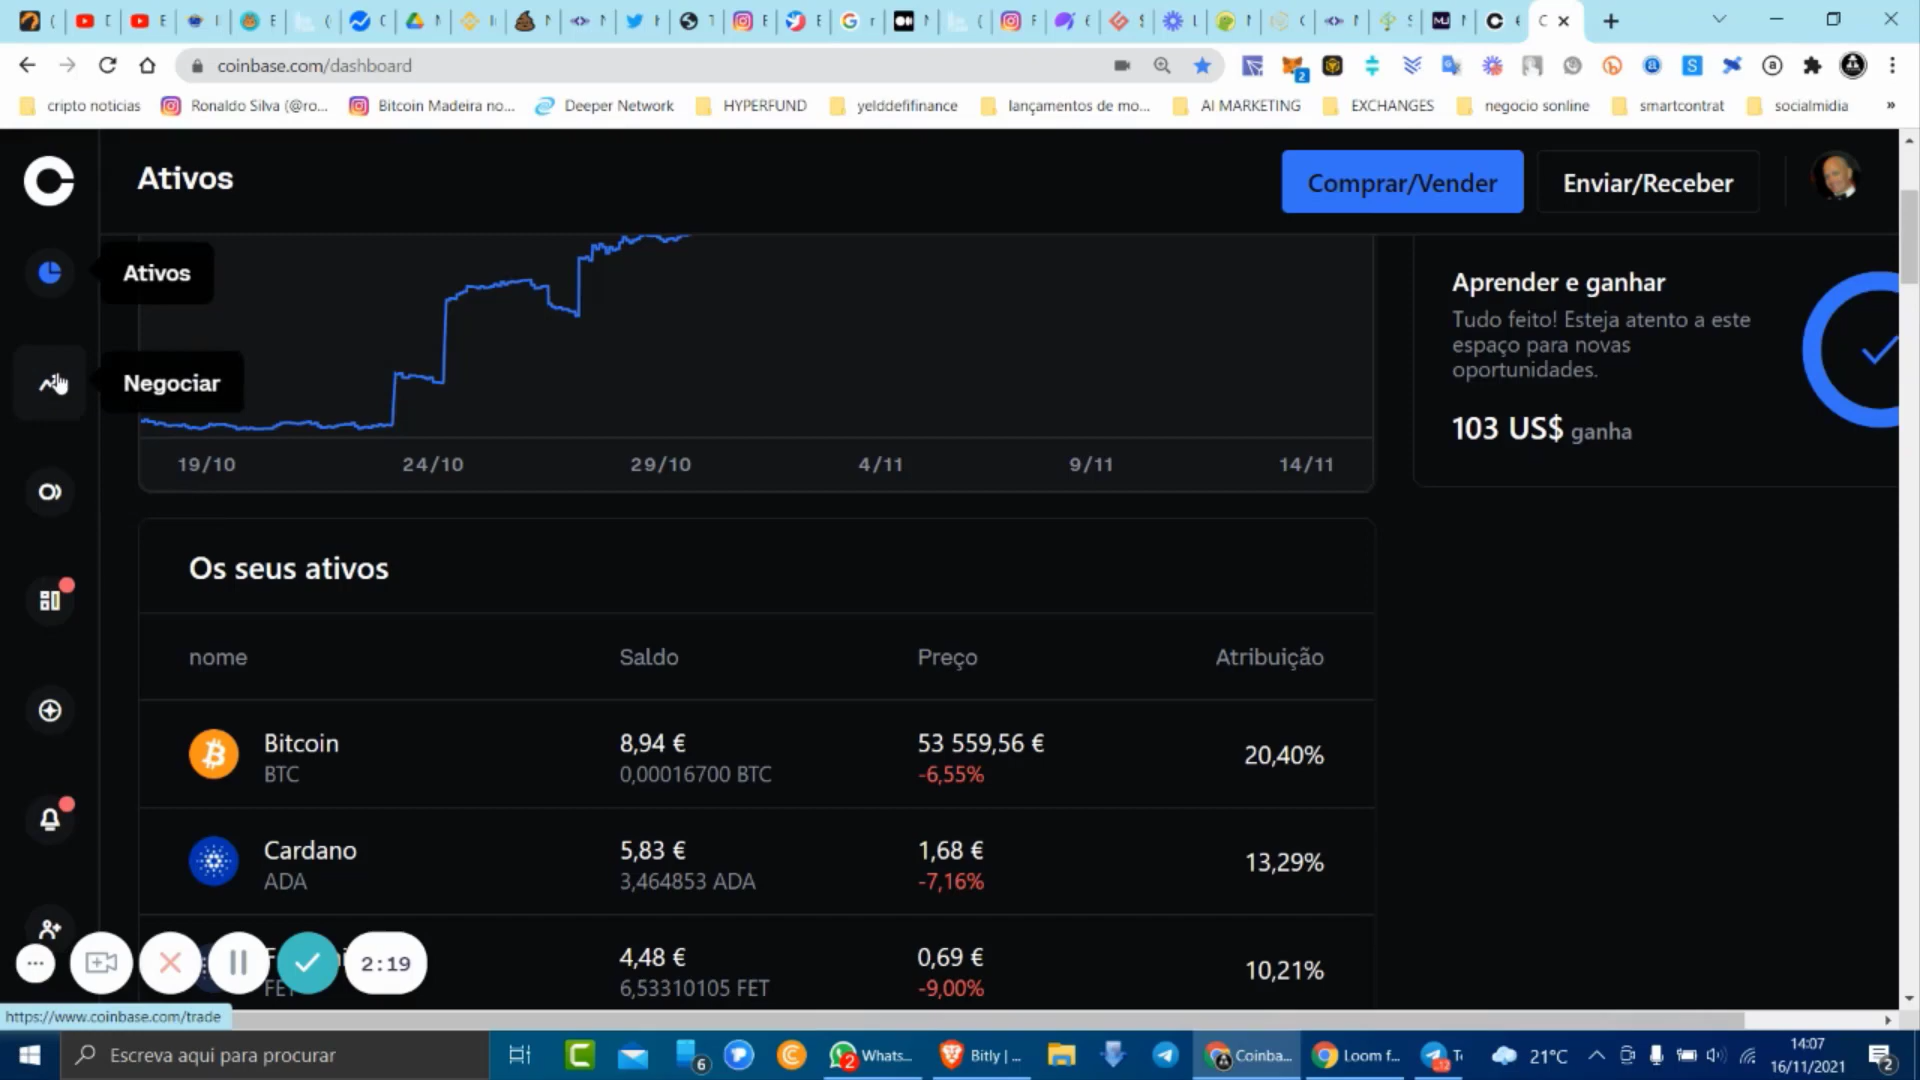 coinbase.com/dashboard
cripto noticias
Ronaldo Silva (@ro...
Bitcoin Madeira no...
Deeper Network
HYPERFUND
yelddefifinance
lançamentos de mo...
AI MARKETING
EXCHANGES
negocio sonline
smartcontrat
socialmidia
»
Ativos
Comprar/Vender
Enviar/Receber
Ativos
Negociar
19/10
24/10
29/10
4/11
9/11
14/11
Aprender e ganhar
Tudo feito! Esteja atento a este
espaço para novas
oportunidades.
103 US$ ganha
Os seus ativos
nome
Saldo
Preço
Atribuição
Bitcoin
BTC
8,94 €
0,00016700 BTC
53 559,56 €
-6,55%
20,40%
Cardano
ADA
5,83 €
3,464853 ADA
1,68 €
-7,16%
13,29%
FET
4,48 €
6,53310105 FET
0,69 €
-9,00%
10,21%
2:19
https://www.coinbase.com/trade
Escreva aqui para procurar
6
2
Whats...
Bitly | ...
Coinba...
Loom f...
21°C
14:07
16/11/2021
2